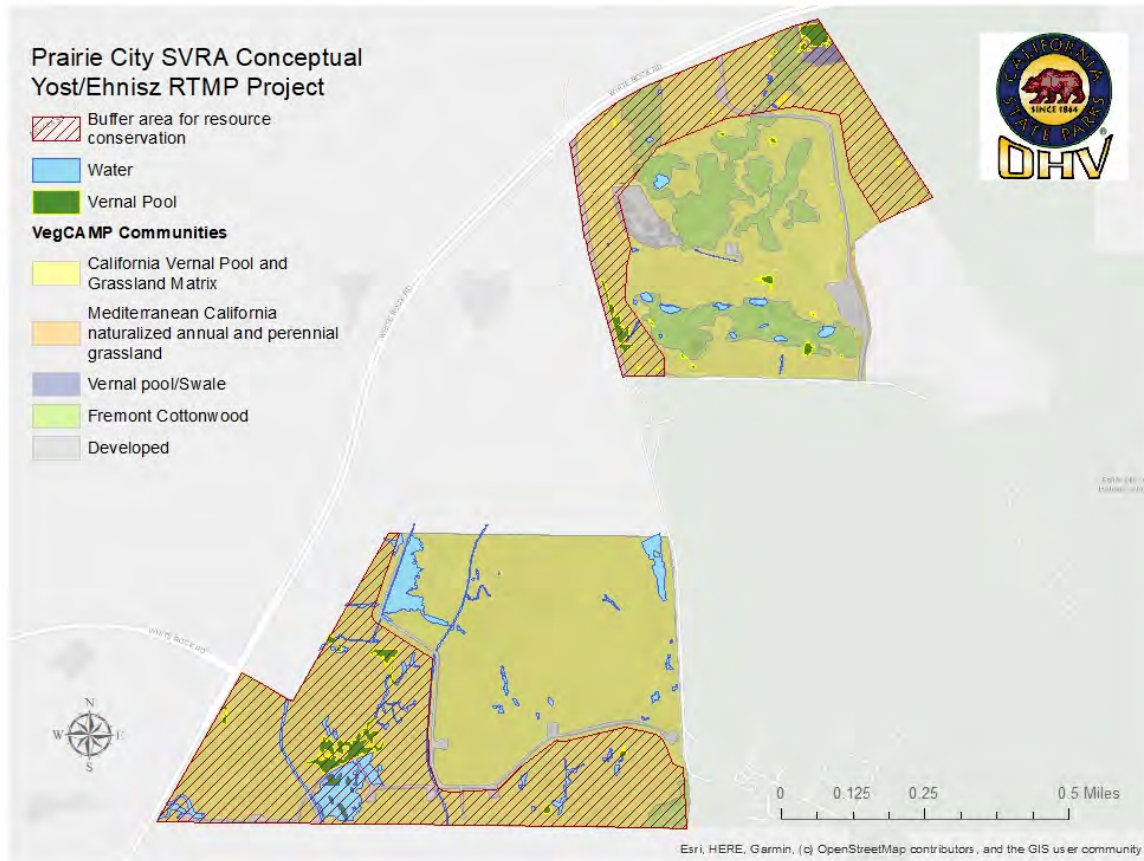 Prairie City SVRA Conceptual
Yost/Ehnisz RTMP Project
Buffer area for resource
conservation
Water
Vernal Pool
VegCAMP Communities
California Vernal Pool and
Grassland Matrix
Mediterranean California
naturalized annual and perennial
grassland
Vernal pool/Swale
Fremont Cottonwood
Developed
CALIFORNIA
STATE PARKS
SINCE 1864
OHV
®
WHITE ROCK RD
WHITE ROCK RD
WHITE ROCK RD
N
W E
S
0 0.125 0.25 0.5 Miles
Esri, HERE, Garmin, (c) OpenStreetMap contributors, and the GIS user community